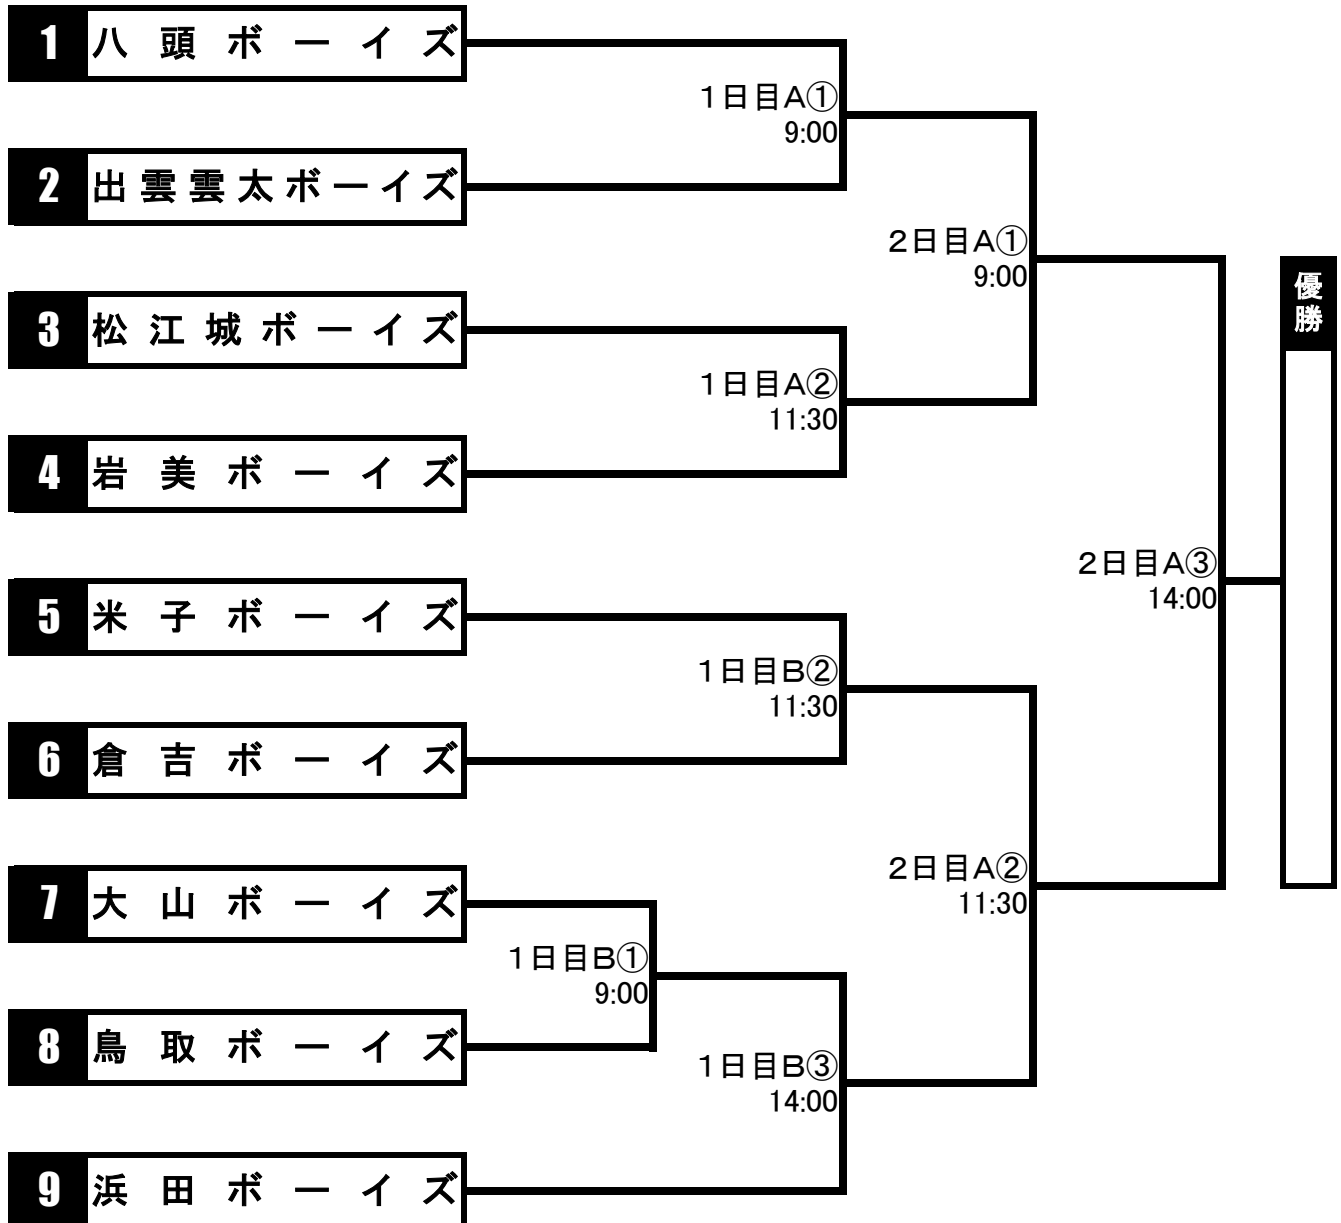 1 八頭ボーイズ
1日目A①
9:00
2 出雲雲太ボーイズ
2日目A①
9:00
優勝
3 松江城ボーイズ
1日目A②
11:30
4 岩美ボーイズ
2日目A③
14:00
5 米子ボーイズ
1日目B②
11:30
6 倉吉ボーイズ
2日目A②
11:30
7 大山ボーイズ
1日目B①
9:00
8 鳥取ボーイズ
1日目B③
14:00
9 浜田ボーイズ